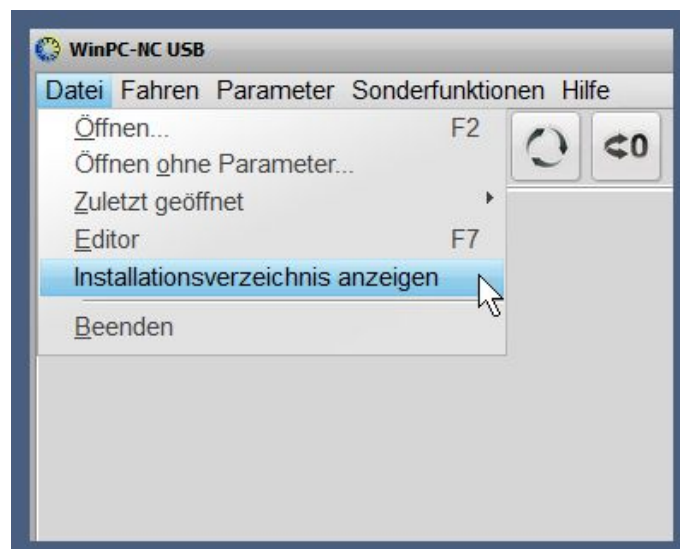 WinPC-NC USB
Datei Fahren Parameter Sonderfunktionen Hilfe
Öffnen... F2
Öffnen ohne Parameter...
Zuletzt geöffnet
Editor F7
Installationsverzeichnis anzeigen
Beenden
0